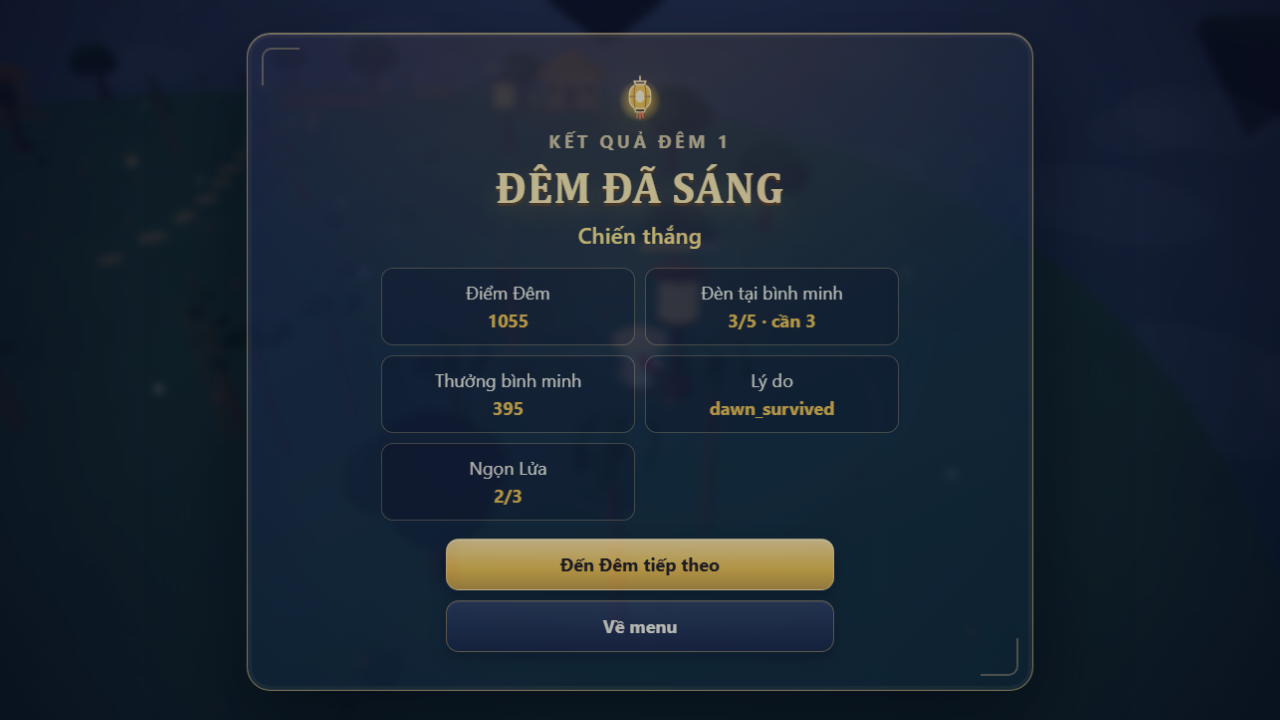 KẾT QUẢ ĐÊM 1
ĐÊM ĐÃ SÁNG
Chiến thắng
Điểm Đêm
1055
Đèn tại bình minh
3/5 · cần 3
Thưởng bình minh
395
Lý do
dawn_survived
Ngọn Lửa
2/3
Đến Đêm tiếp theo
Về menu